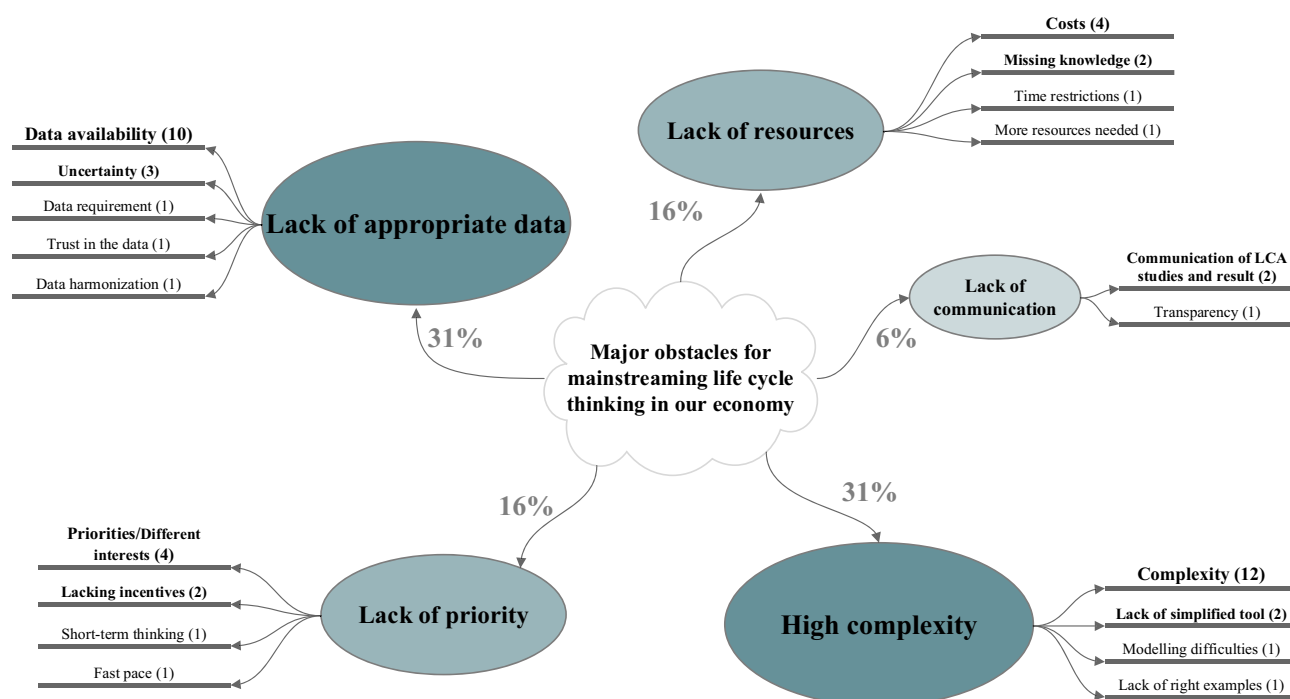 Costs (4)
Missing knowledge (2)
Time restrictions (1)
More resources needed (1)
Lack of resources
16%
Data availability (10)
Uncertainty (3)
Data requirement (1)
Trust in the data (1)
Data harmonization (1)
Lack of appropriate data
31%
Communication of LCA
studies and result (2)
Transparency (1)
Lack of
communication
6%
Major obstacles for
mainstreaming life cycle
thinking in our economy
16%
Priorities/Different
interests (4)
Lacking incentives (2)
Short-term thinking (1)
Fast pace (1)
Lack of priority
31%
High complexity
Complexity (12)
Lack of simplified tool (2)
Modelling difficulties (1)
Lack of right examples (1)